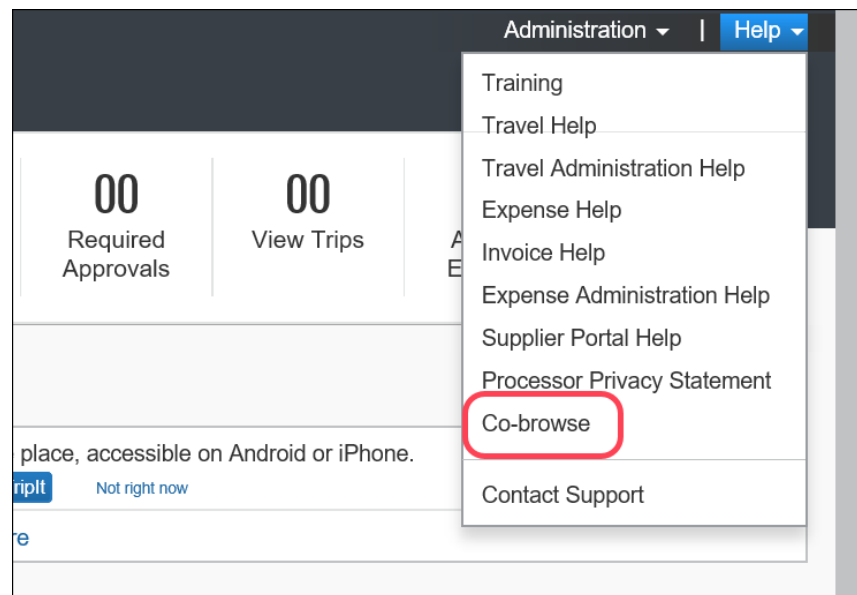 Administration | Help
Training
Travel Help
Travel Administration Help
Expense Help
Invoice Help
Expense Administration Help
Supplier Portal Help
Processor Privacy Statement
Co-browse
Contact Support
00
Required
Approvals
00
View Trips
place, accessible on Android or iPhone.
Not right now